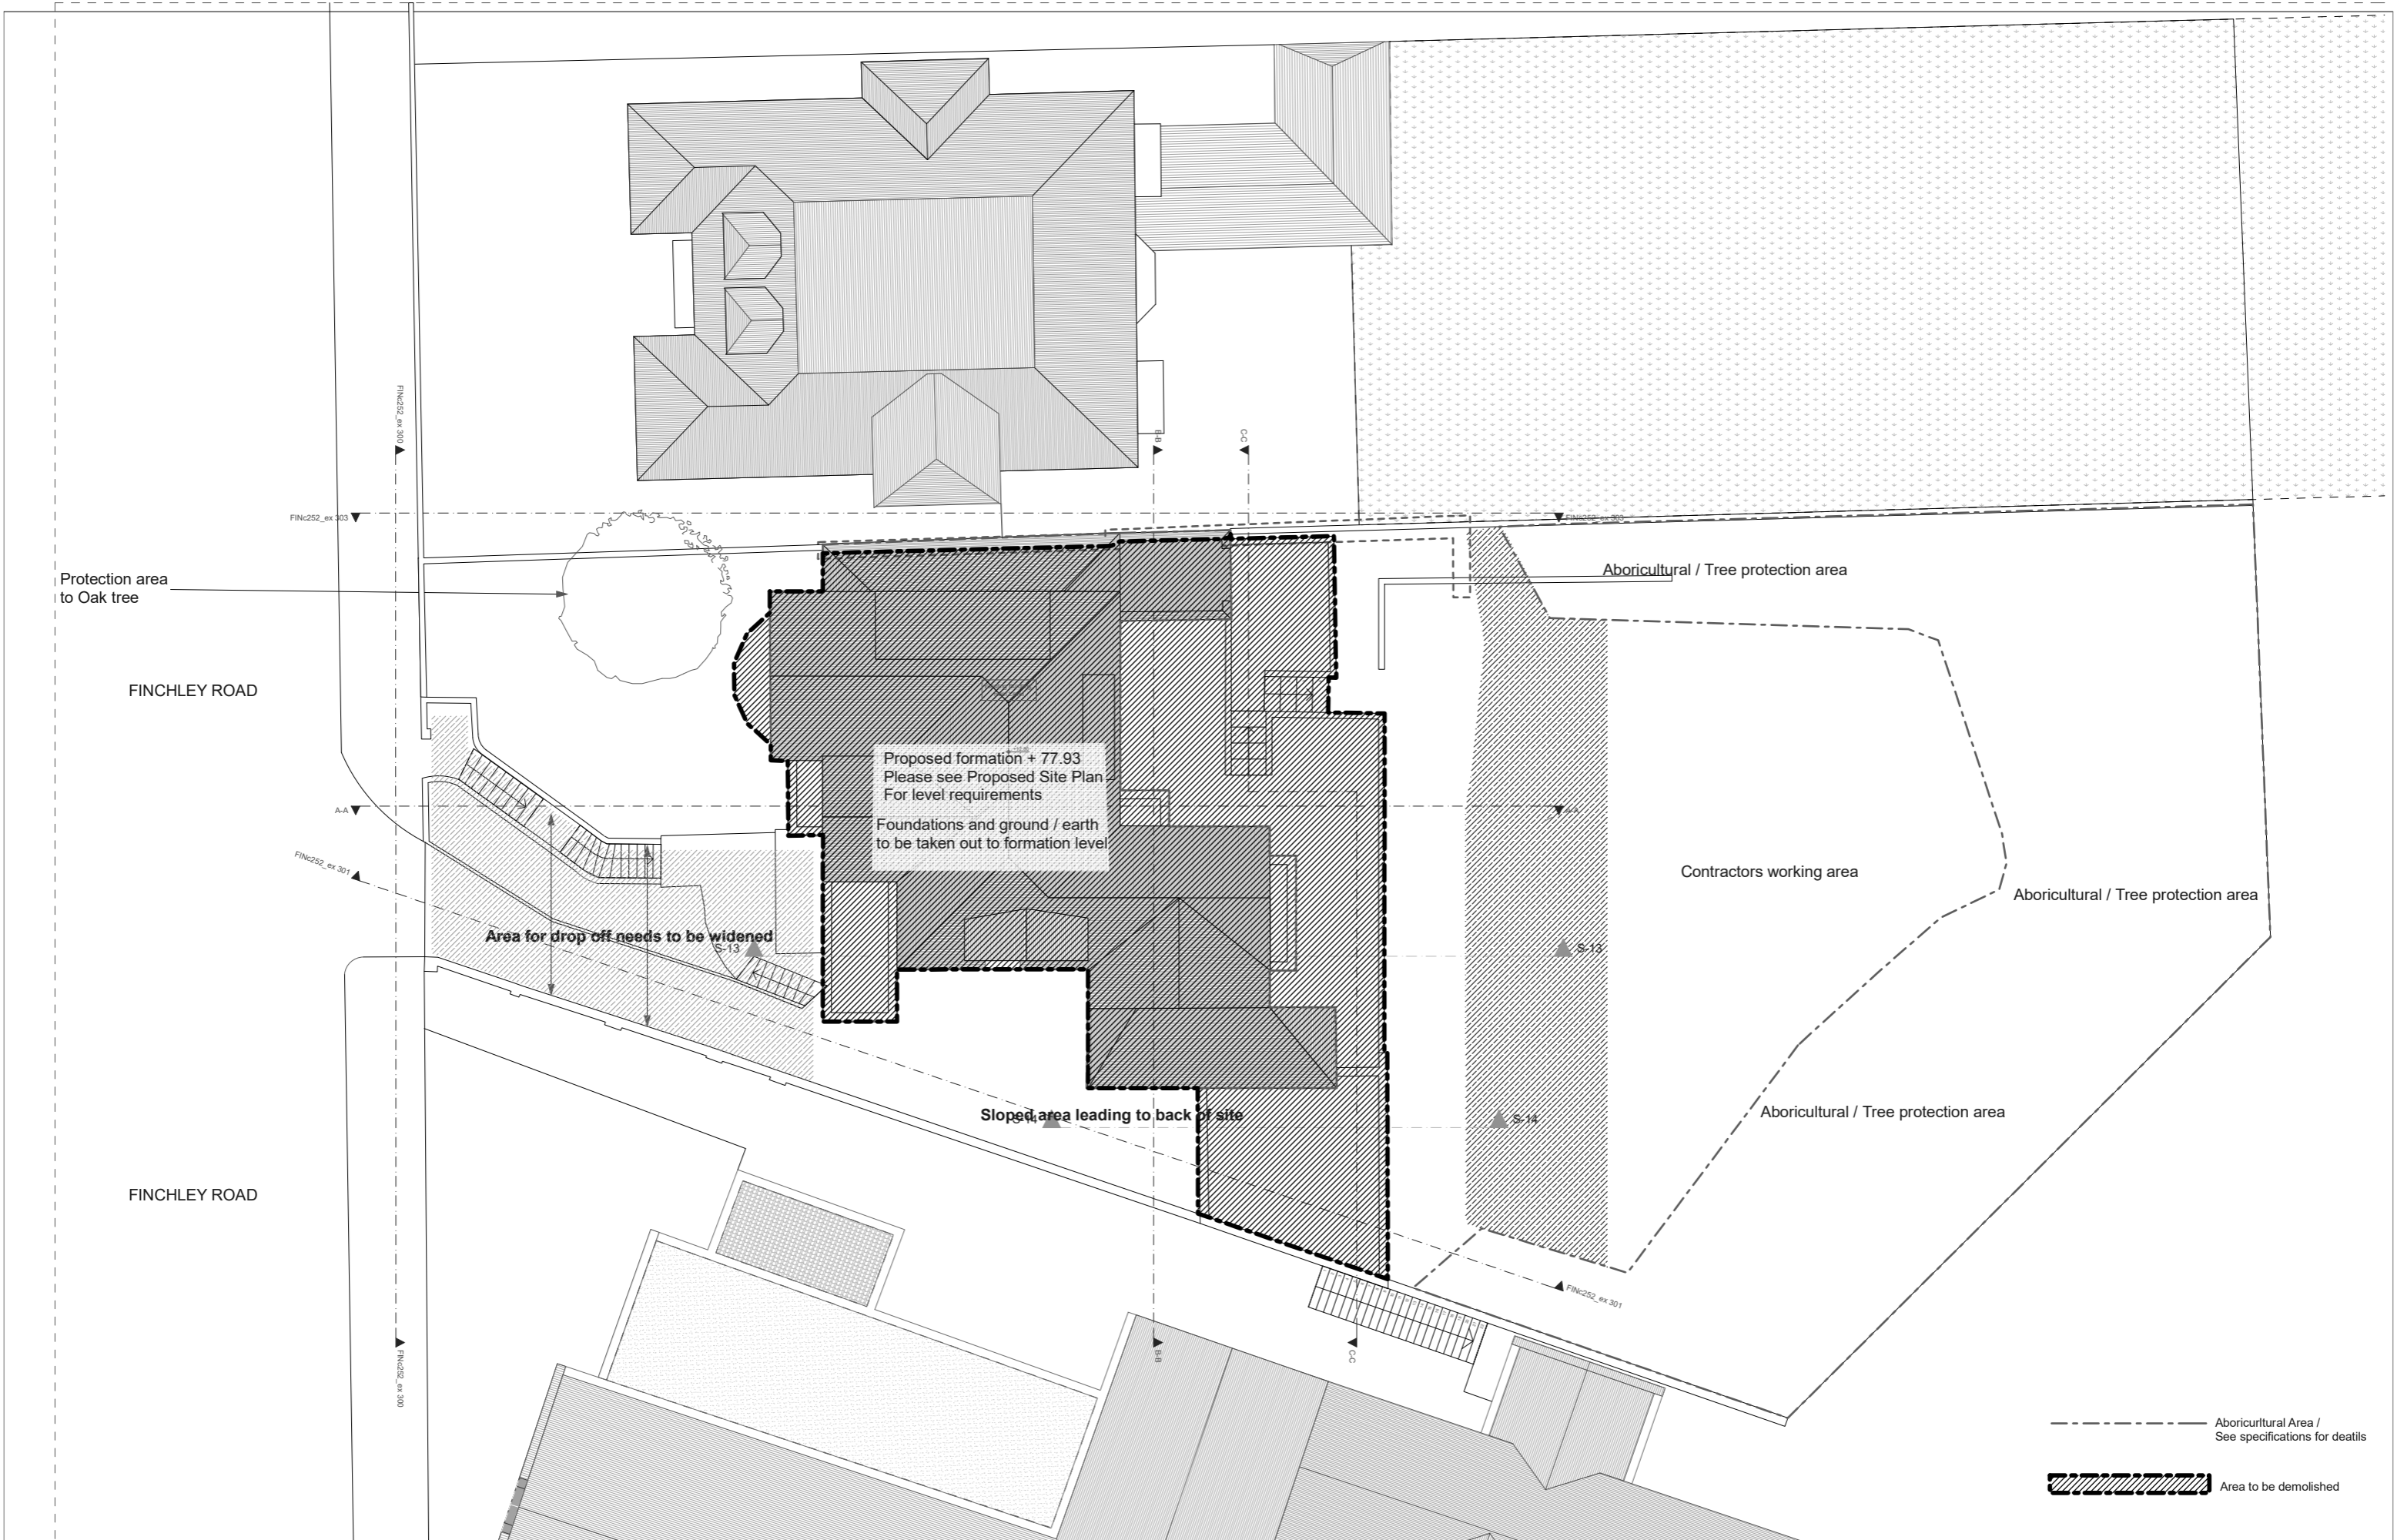 FINc252_ex 300
B-B
C-C
FINc252_ex 303
FINc252_ex 303
Protection area
to Oak tree
Aboricultural / Tree protection area
FINCHLEY ROAD
Proposed formation + 77.93
Please see Proposed Site Plan
For level requirements
Foundations and ground / earth
to be taken out to formation level
A-A
A-A
FINc252_ex 301
Contractors working area
Aboricultural / Tree protection area
Area for drop off needs to be widened
S-13
S-13
Sloped area leading to back of site
S-14
S-14
Aboricultural / Tree protection area
FINCHLEY ROAD
FINc252_ex 301
FINc252_ex 300
B-B
C-C
Aboricurltural Area /
See specifications for deatils
Area to be demolished